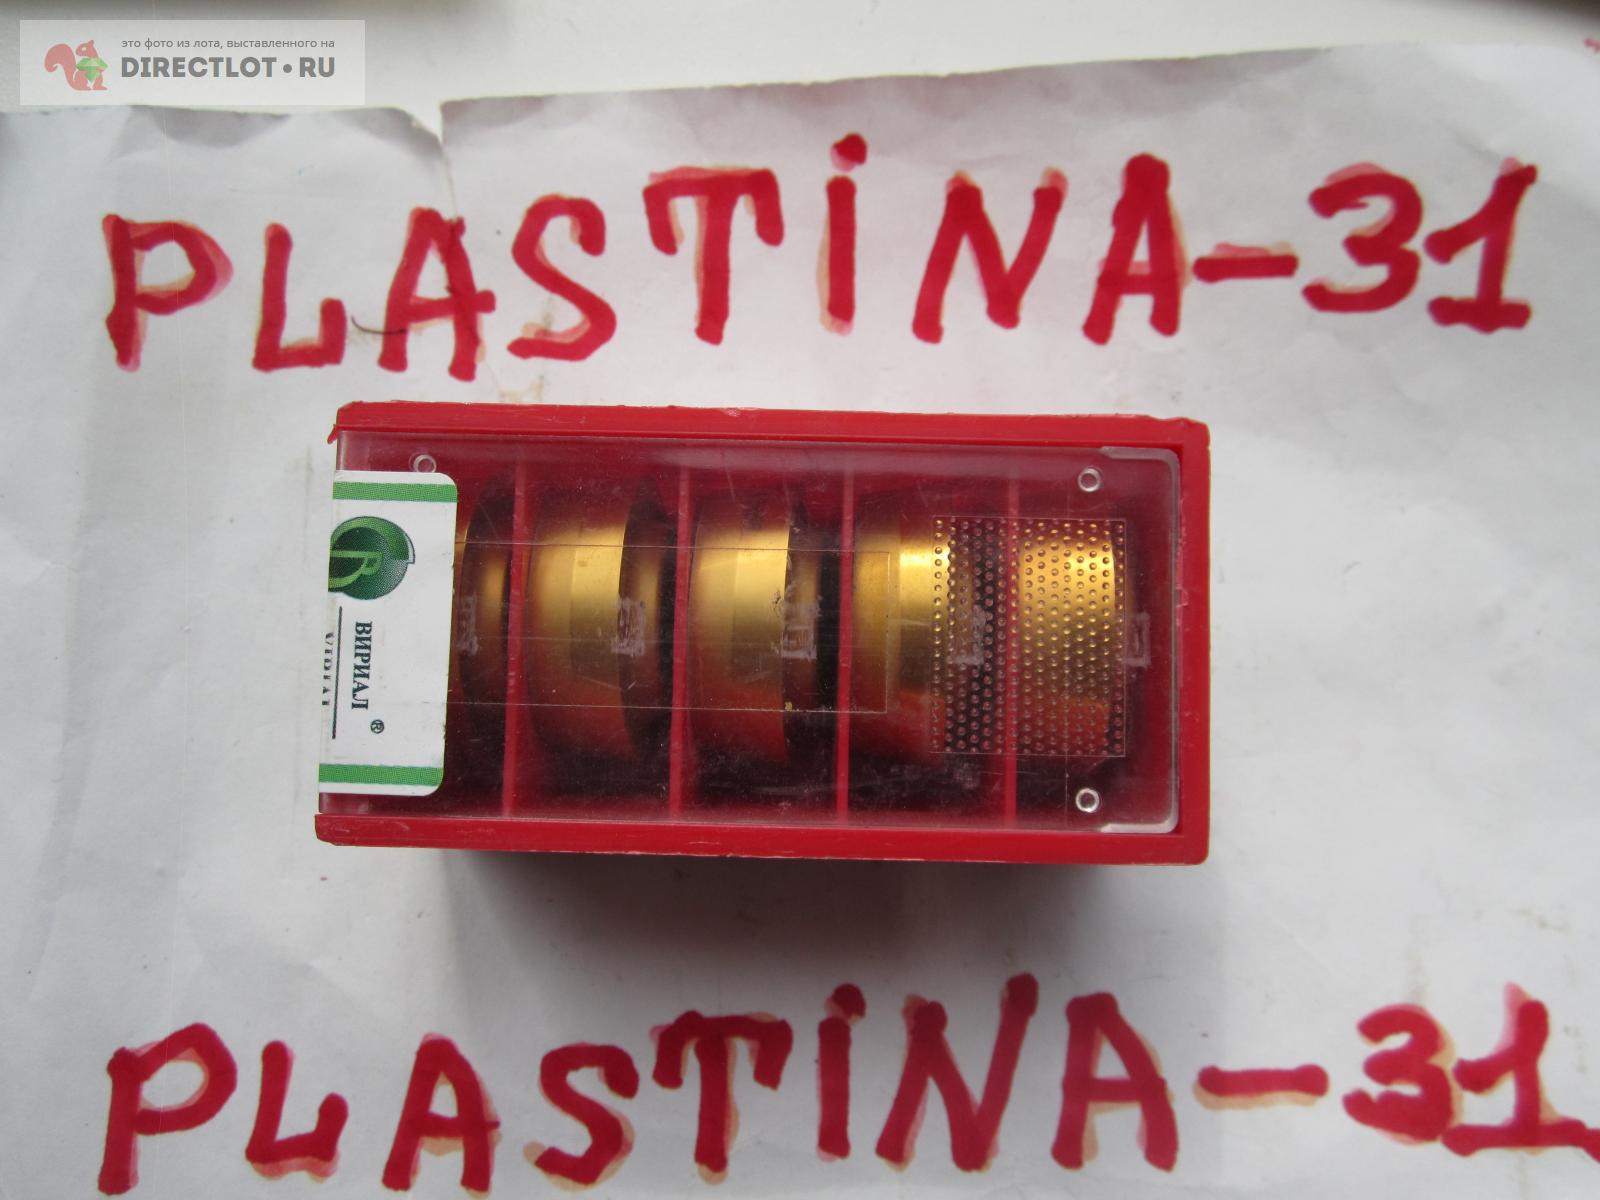 это фото из лота, выставленного на
DIRECTLOT•RU
PLASTINA-31
ВИРИАЛ ®
PLASTINA-31